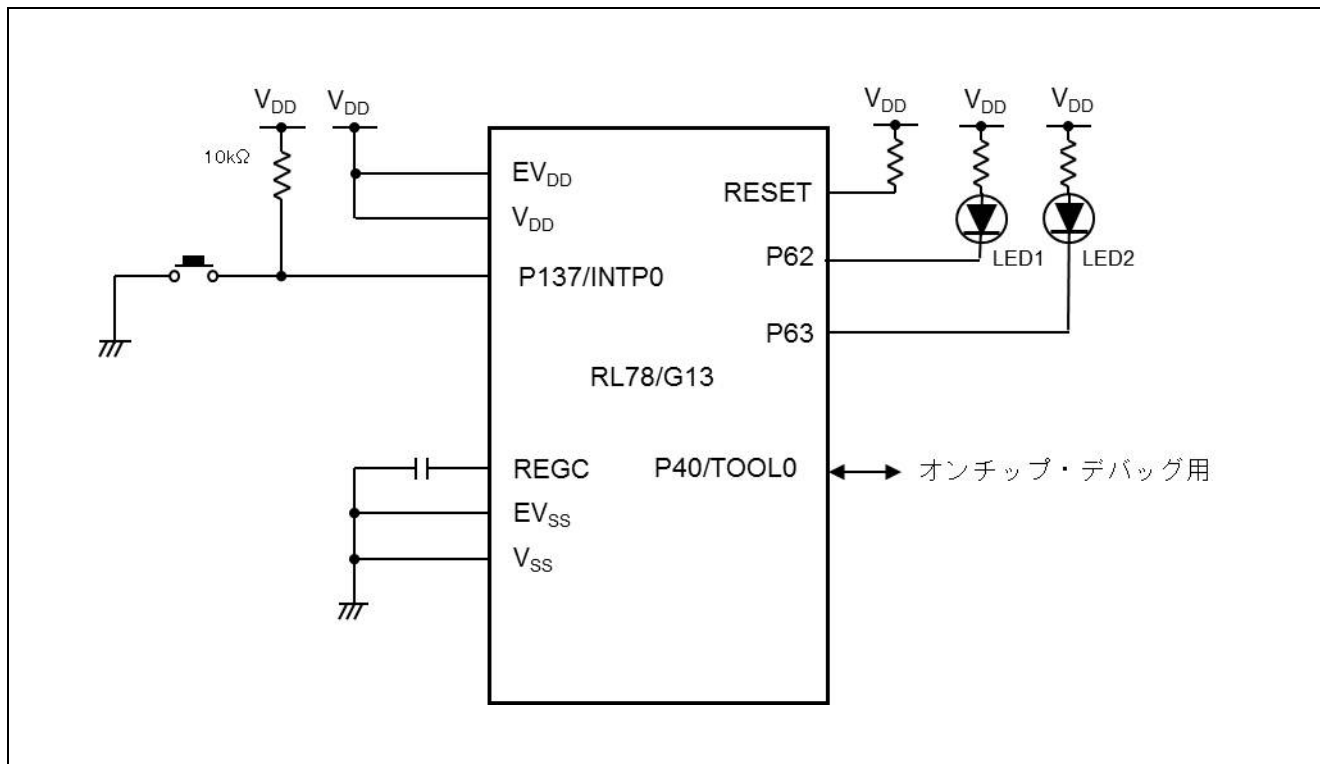 VDD
VDD
VDD
VDD
VDD
10kΩ
EVDD
VDD
RESET
P62
LED1
LED2
P137/INTP0
P63
RL78/G13
REGC
P40/TOOL0
オンチップ・デバッグ用
EVSS
VSS